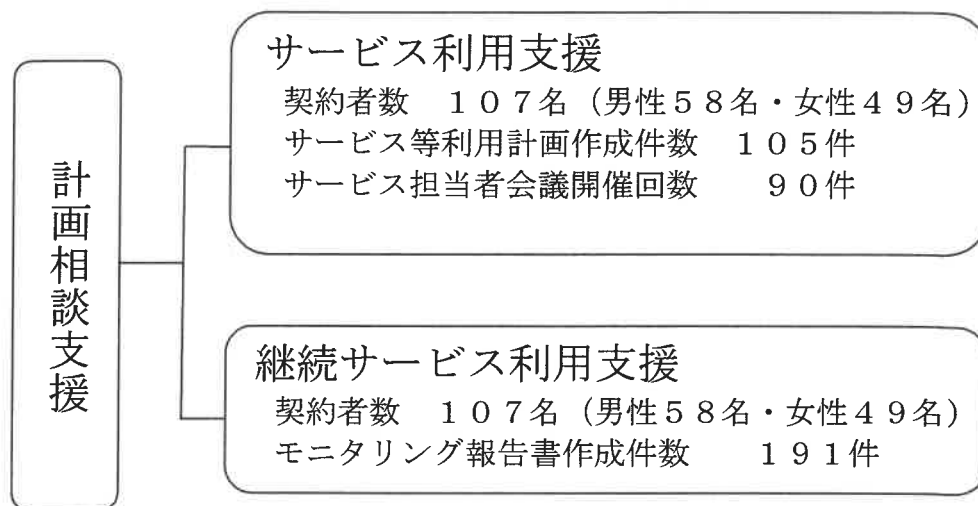 計画相談支援
サービス利用支援
契約者数　１０７名（男性５８名・女性４９名）
サービス等利用計画作成件数　１０５件
サービス担当者会議開催回数　　９０件
継続サービス利用支援
契約者数　１０７名（男性５８名・女性４９名）
モニタリング報告書作成件数　　１９１件